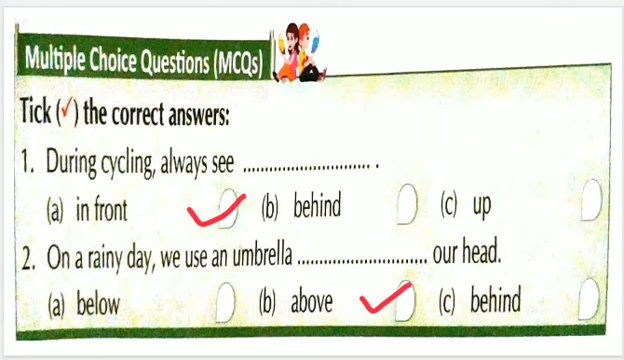 Multiple Choice Questions (MCQs)
Tick (✓) the correct answers:
1. During cycling, always see ............................... .
(a) in front (b) behind (c) up
2. On a rainy day, we use an umbrella ............................... our head.
(a) below (b) above (c) behind